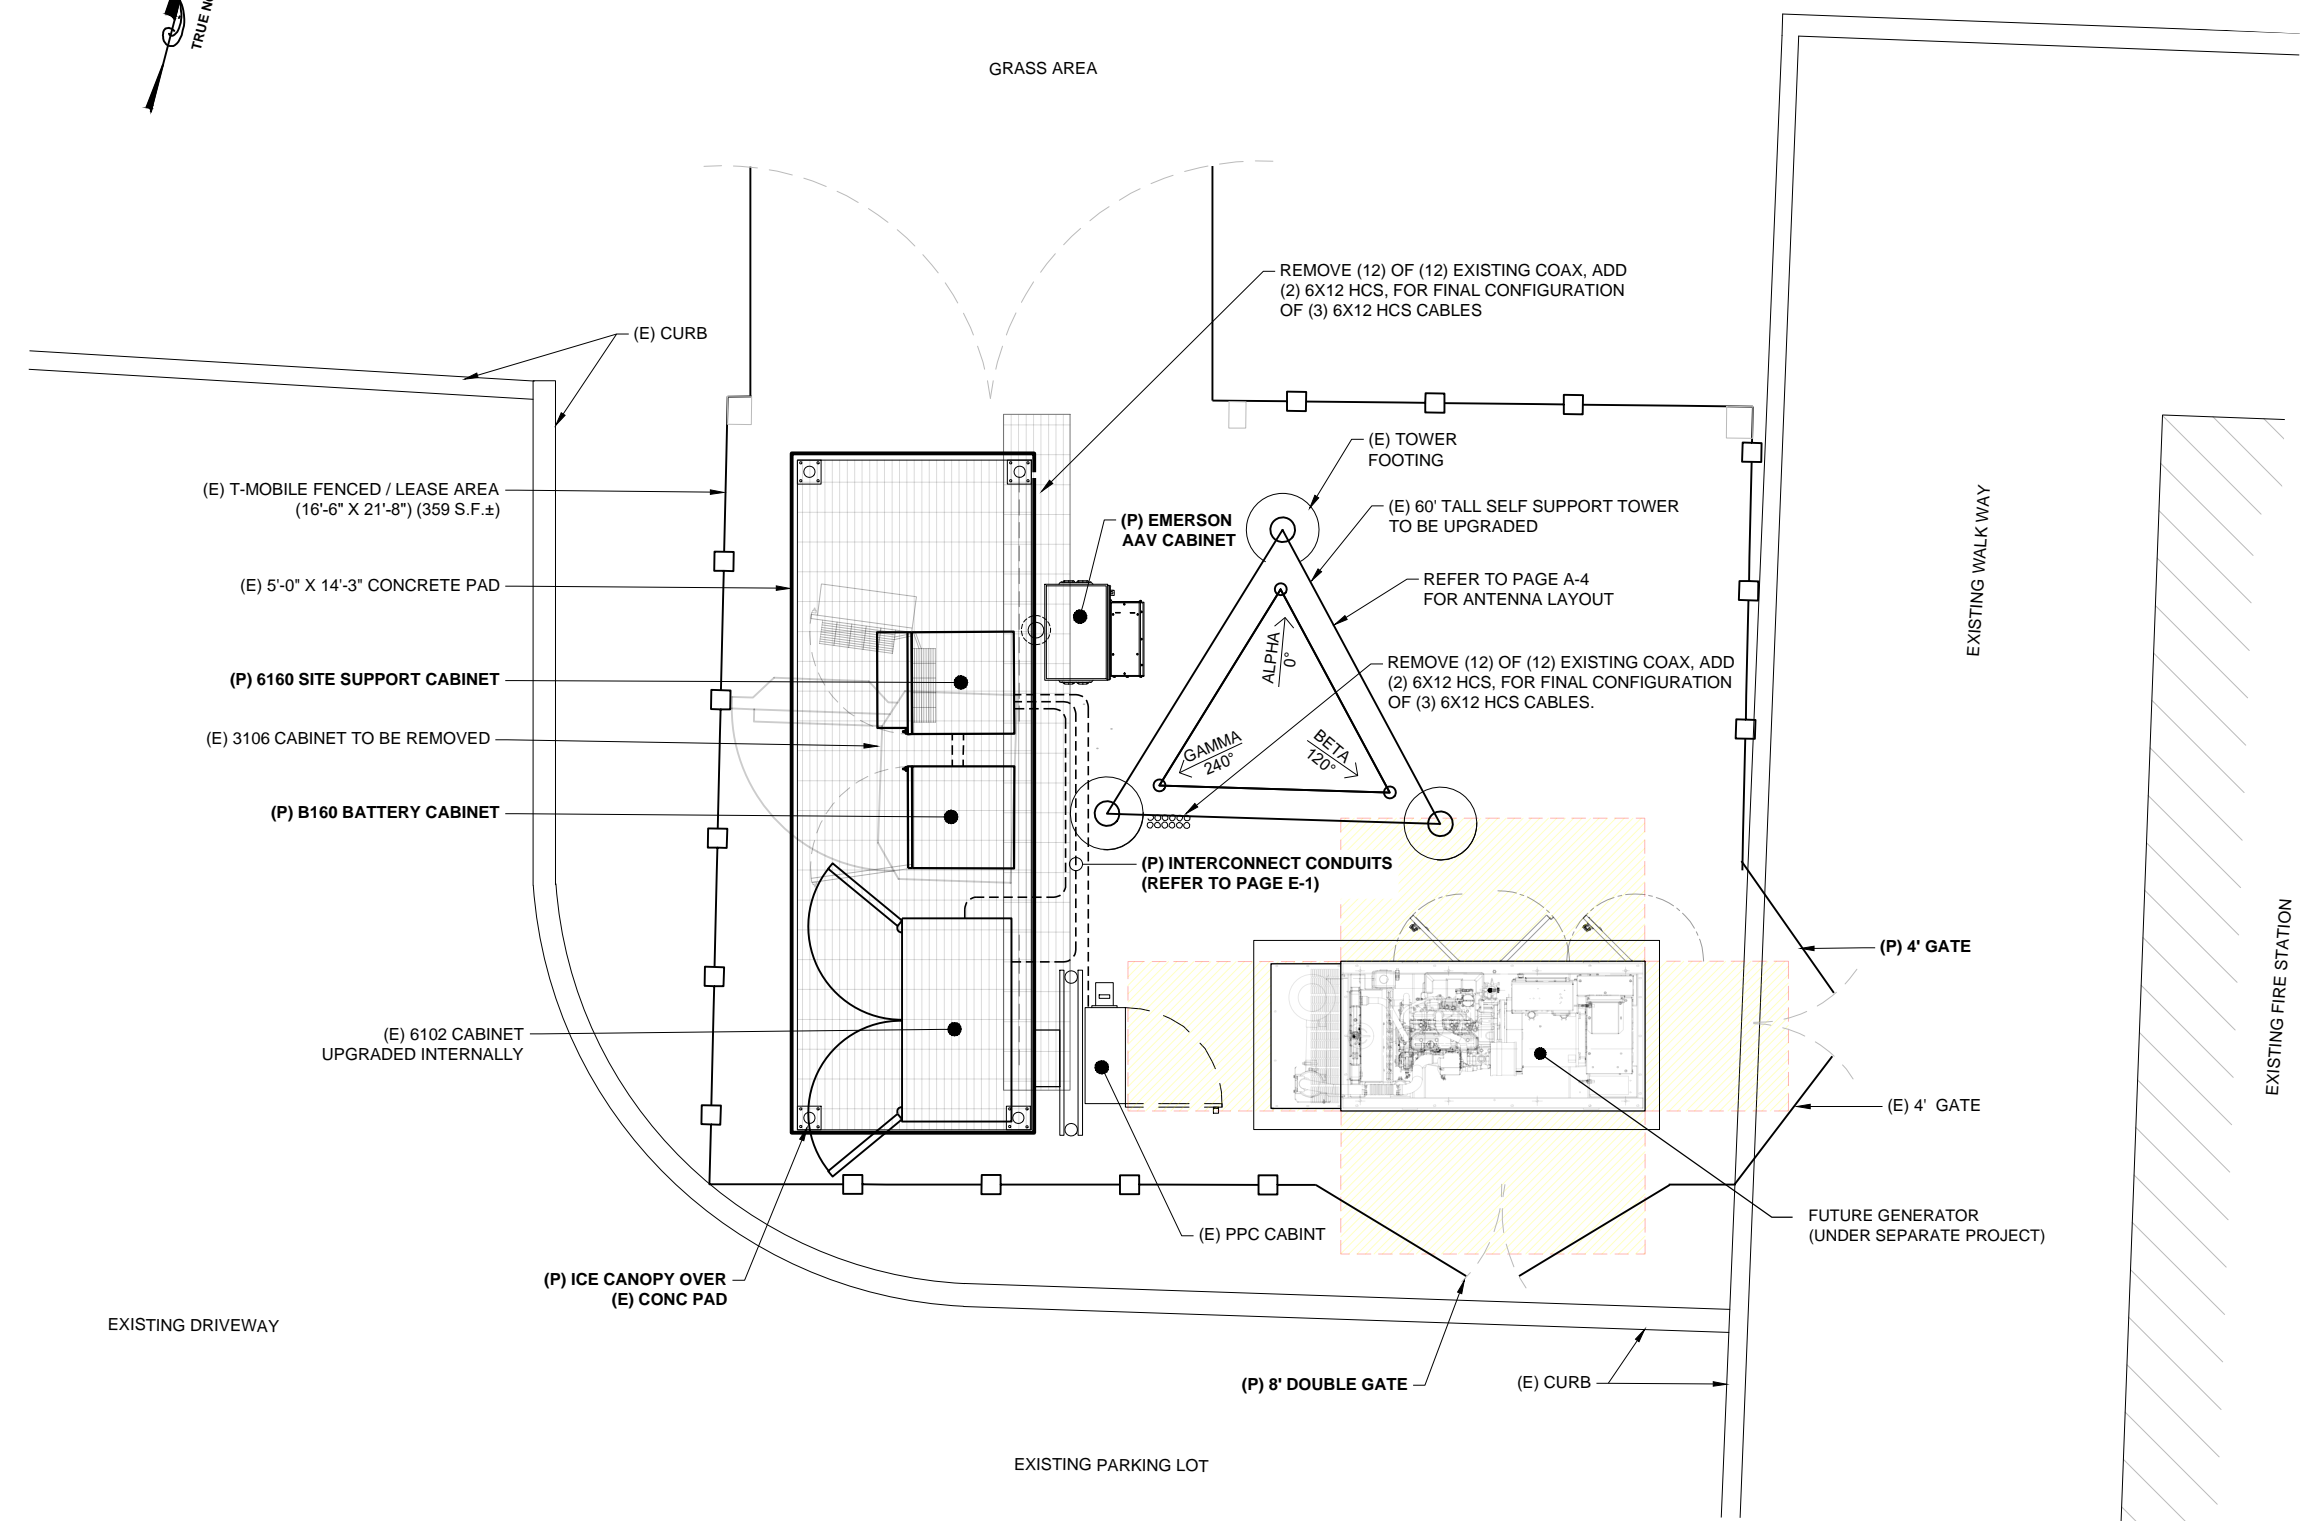 TRUE
GRASS AREA
REMOVE (12) OF (12) EXISTING COAX, ADD
(2) 6X12 HCS, FOR FINAL CONFIGURATION
OF (3) 6X12 HCS CABLES
(E) CURB
(E) TOWER
FOOTING
(E) T-MOBILE FENCED / LEASE AREA
(16'-6" X 21'-8") (359 S.F.±)
(E) 60' TALL SELF SUPPORT TOWER
TO BE UPGRADED
(P) EMERSON
AAV CABINET
(E) 5'-0" X 14'-3" CONCRETE PAD
REFER TO PAGE A-4
FOR ANTENNA LAYOUT
EXISTING WALK WAY
ALPHA
0°
(P) 6160 SITE SUPPORT CABINET
REMOVE (12) OF (12) EXISTING COAX, ADD
(2) 6X12 HCS, FOR FINAL CONFIGURATION
OF (3) 6X12 HCS CABLES.
(E) 3106 CABINET TO BE REMOVED
GAMMA
240°
BETA
120°
(P) B160 BATTERY CABINET
(P) INTERCONNECT CONDUITS
(REFER TO PAGE E-1)
(P) 4' GATE
EXISTING FIRE STATION
(E) 6102 CABINET
UPGRADED INTERNALLY
(E) 4' GATE
(E) PPC CABINT
FUTURE GENERATOR
(UNDER SEPARATE PROJECT)
(P) ICE CANOPY OVER
(E) CONC PAD
EXISTING DRIVEWAY
(P) 8' DOUBLE GATE
(E) CURB
EXISTING PARKING LOT